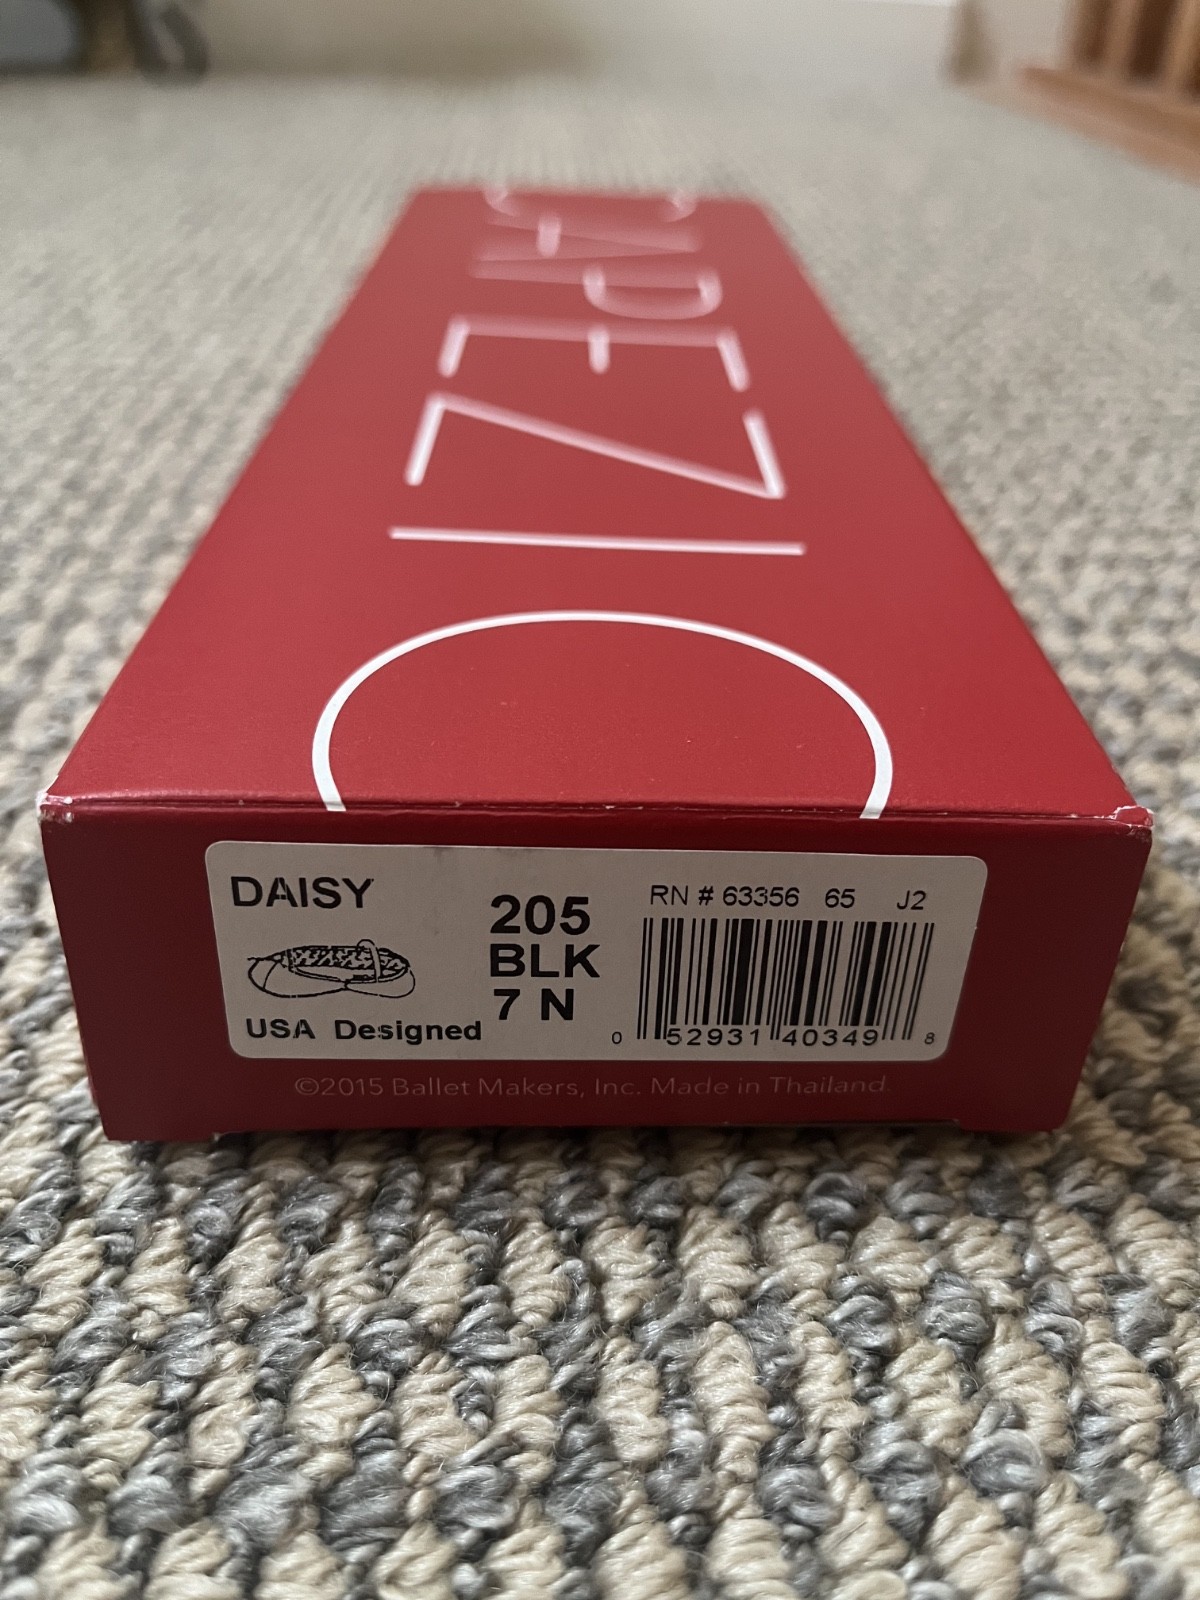 CAPEZIO
DAISY
USA Designed
205
BLK
7 N
RN # 63356 65 J2
0 52931 40349 8
©2015 Ballet Makers, Inc. Made in Thailand.